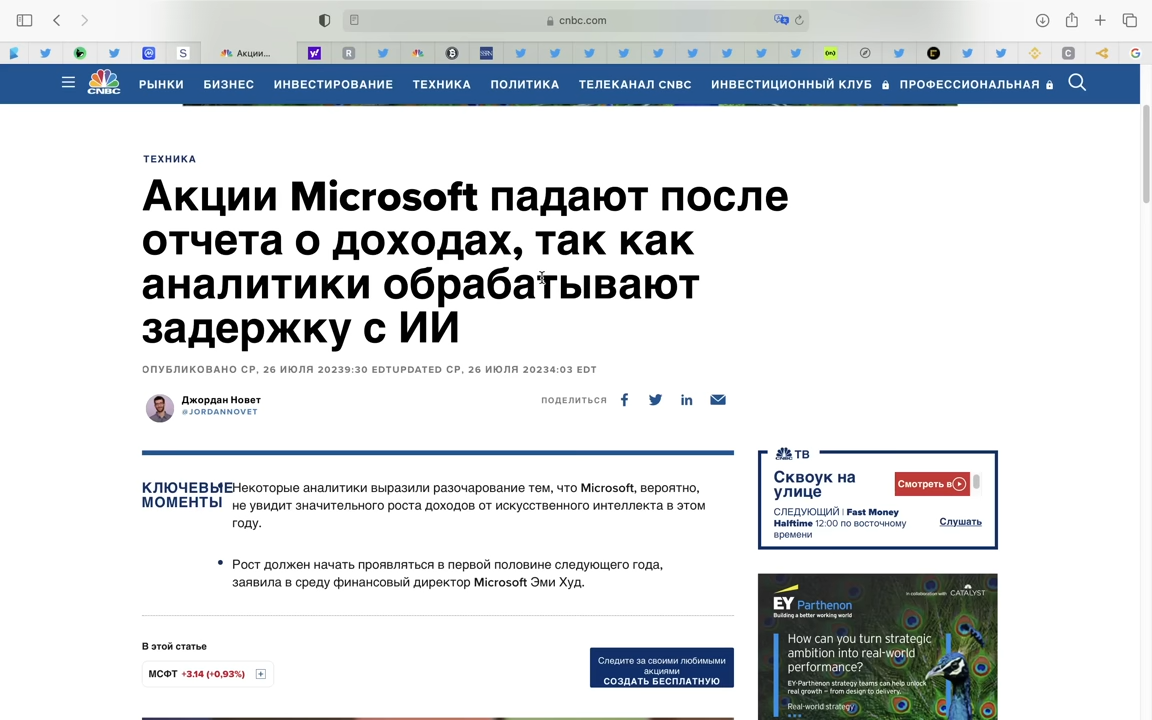 cnbc.com
Акции...
CNBC
РЫНКИ БИЗНЕС ИНВЕСТИРОВАНИЕ ТЕХНИКА ПОЛИТИКА ТЕЛЕКАНАЛ CNBC ИНВЕСТИЦИОННЫЙ КЛУБ ПРОФЕССИОНАЛЬНАЯ
ТЕХНИКА
Акции Microsoft падают после
отчета о доходах, так как
аналитики обрабатывают
задержку с ИИ
ОПУБЛИКОВАНО СР, 26 ИЮЛЯ 20239:30 EDTUPDATED СР, 26 ИЮЛЯ 20234:03 EDT
Джордан Новет
@JORDANNOVET
ПОДЕЛИТЬСЯ
КЛЮЧЕВЫЕ
МОМЕНТЫ
Некоторые аналитики выразили разочарование тем, что Microsoft, вероятно,
не увидит значительного роста доходов от искусственного интеллекта в этом
году.
Рост должен начать проявляться в первой половине следующего года,
заявила в среду финансовый директор Microsoft Эми Худ.
В этой статье
МСФТ +3.14 (+0,93%)
Следите за своими любимыми
акциями
СОЗДАТЬ БЕСПЛАТНУЮ
ТВ
Сквоук на
улице
Смотреть в
СЛЕДУЮЩИЙ | Fast Money
Halftime 12:00 по восточному
времени
Слушать
EY Parthenon
Building a better working world
In collaboration with CATALYST
How can you turn strategic
ambition into real-world
performance?
EY-Parthenon strategy teams can help unlock
real growth – from design to delivery.
Real-world strategy